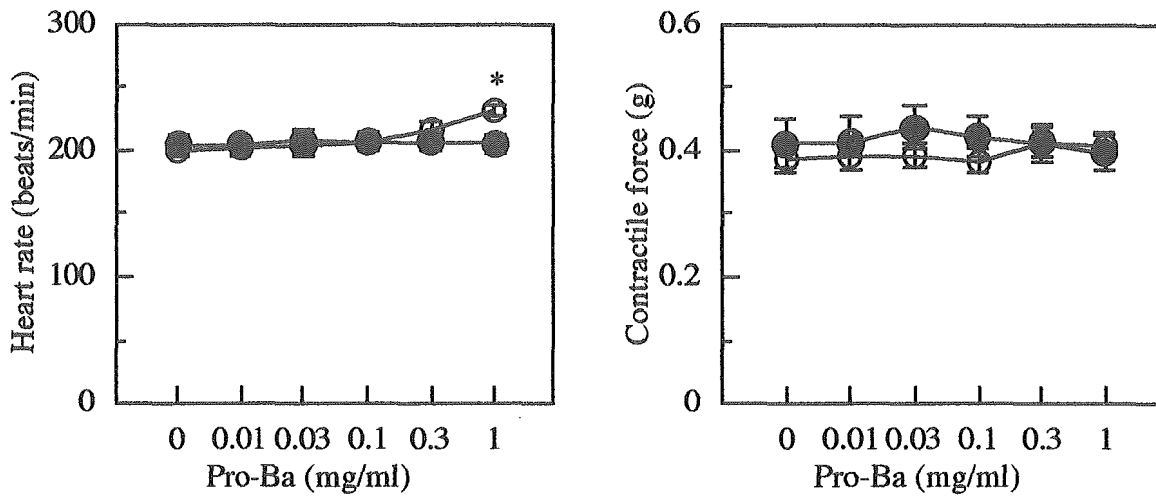 300
200
100
0
Heart rate (beats/min)
*
0 0.01 0.03 0.1 0.3 1
Pro-Ba (mg/ml)
0.6
0.4
0.2
0
Contractile force (g)
0 0.01 0.03 0.1 0.3 1
Pro-Ba (mg/ml)